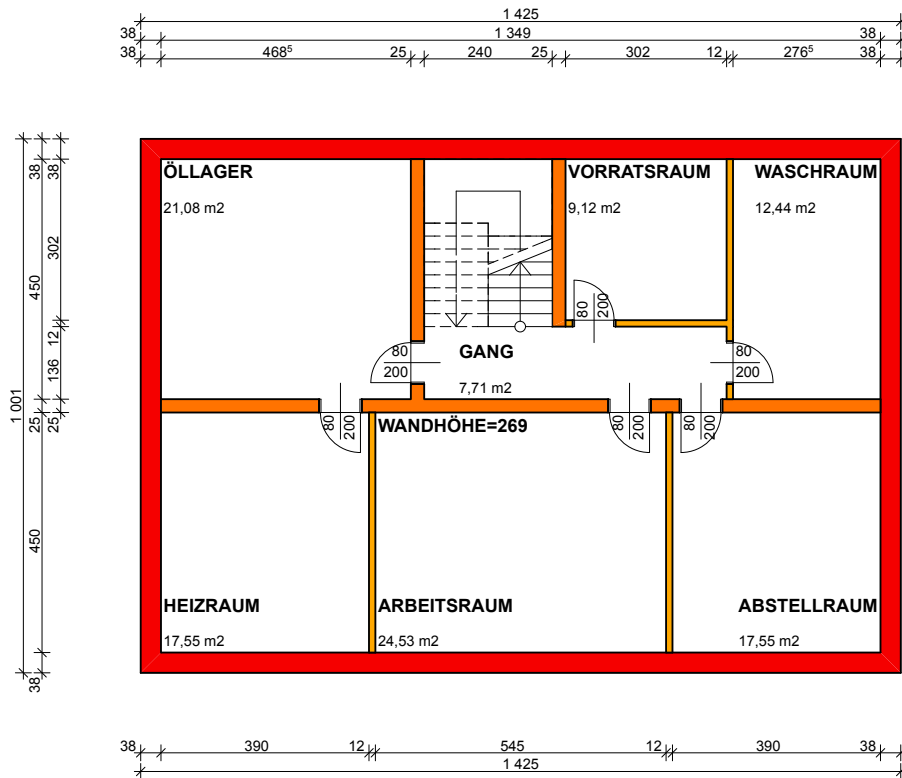 1 425
38 1 349 38
38 468⁵ 25 240 25 302 12 276⁵ 38
ÖLLAGER
21,08 m2
VORRATSRAUM
9,12 m2
WASCHRAUM
12,44 m2
38 38
302
450
12
136
1 001
25 25
450
38
80
200
GANG
7,71 m2
80
200
80
200
80
200
WANDHÖHE=269
80
200
80
200
HEIZRAUM
17,55 m2
ARBEITSRAUM
24,53 m2
ABSTELLRAUM
17,55 m2
38 390 12 545 12 390 38
1 425